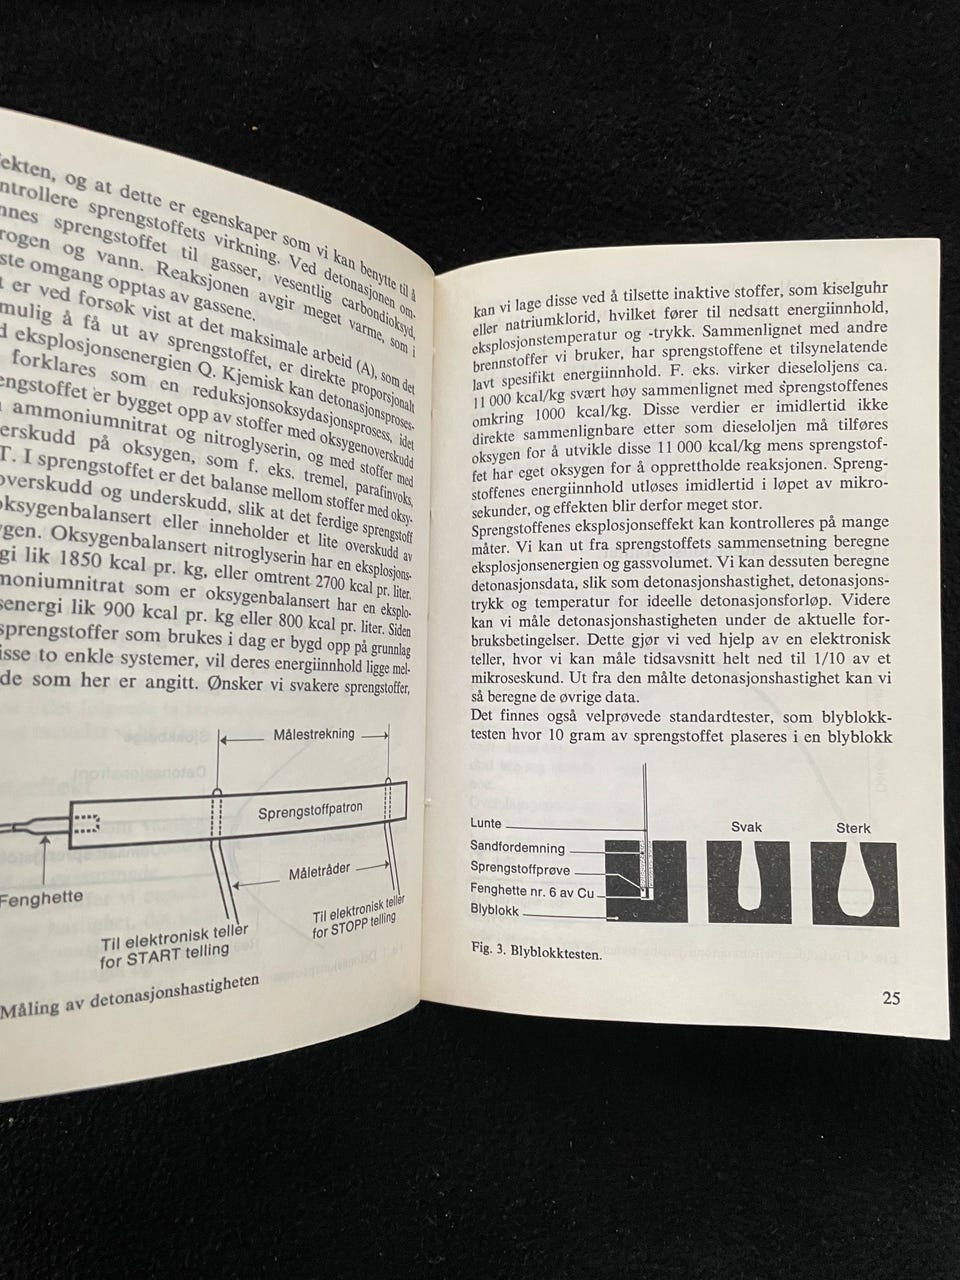 ekten, og at dette er egenskaper som vi kan benytte til å
ntrollere sprengstoffets virkning. Ved detonasjonen om-
nnes sprengstoffet til gasser, vesentlig carbondioksyd,
rogen og vann. Reaksjonen avgir meget varme, som i
ste omgang opptas av gassene.
t er ved forsøk vist at det maksimale arbeid (A), som det
mulig å få ut av sprengstoffet, er direkte proporsjonalt
d eksplosjonsenergien Q. Kjemisk kan detonasjonsproses-
forklares som en reduksjonsoksydasjonsprosess, idet
engstoffet er bygget opp av stoffer med oksygenoverskudd
ammoniumnitrat og nitroglyserin, og med stoffer med
erskudd på oksygen, som f. eks. tremel, parafinvoks,
T. I sprengstoffet er det balanse mellom stoffer med oksy-
overskudd og underskudd, slik at det ferdige sprengstoff
oksygenbalansert eller inneholder et lite overskudd av
ygen. Oksygenbalansert nitroglyserin har en eksplosjons-
gi lik 1850 kcal pr. kg, eller omtrent 2700 kcal pr. liter.
moniumnitrat som er oksygenbalansert har en eksplo-
senergi lik 900 kcal pr. kg eller 800 kcal pr. liter. Siden
sprengstoffer som brukes i dag er bygd opp på grunnlag
isse to enkle systemer, vil deres energiinnhold ligge mel-
de som her er angitt. Ønsker vi svakere sprengstoffer,
Målestrekning
Sprengstoffpatron
Måletråder
Fenghette
Til elektronisk teller
for START telling
Til elektronisk teller
for STOPP telling
Måling av detonasjonshastigheten
kan vi lage disse ved å tilsette inaktive stoffer, som kiselguhr
eller natriumklorid, hvilket fører til nedsatt energiinnhold,
eksplosjonstemperatur og -trykk. Sammenlignet med andre
brennstoffer vi bruker, har sprengstoffene et tilsynelatende
lavt spesifikt energiinnhold. F. eks. virker dieseloljens ca.
11 000 kcal/kg svært høy sammenlignet med sprengstoffenes
omkring 1000 kcal/kg. Disse verdier er imidlertid ikke
direkte sammenlignbare etter som dieseloljen må tilføres
oksygen for å utvikle disse 11 000 kcal/kg mens sprengstof-
fet har eget oksygen for å opprettholde reaksjonen. Spreng-
stoffenes energiinnhold utløses imidlertid i løpet av mikro-
sekunder, og effekten blir derfor meget stor.
Sprengstoffenes eksplosjonseffekt kan kontrolleres på mange
måter. Vi kan ut fra sprengstoffets sammensetning beregne
eksplosjonsenergien og gassvolumet. Vi kan dessuten beregne
detonasjonsdata, slik som detonasjonshastighet, detonasjons-
trykk og temperatur for ideelle detonasjonsforløp. Videre
kan vi måle detonasjonshastigheten under de aktuelle for-
bruksbetingelser. Dette gjør vi ved hjelp av en elektronisk
teller, hvor vi kan måle tidsavsnitt helt ned til 1/10 av et
mikroseskund. Ut fra den målte detonasjonshastighet kan vi
så beregne de øvrige data.
Det finnes også velprøvede standardtester, som blyblokk-
testen hvor 10 gram av sprengstoffet plaseres i en blyblokk
Lunte
Sandfordemning
Sprengstoffprøve
Fenghette nr. 6 av Cu
Blyblokk
Svak
Sterk
Fig. 3. Blyblokktesten.
25